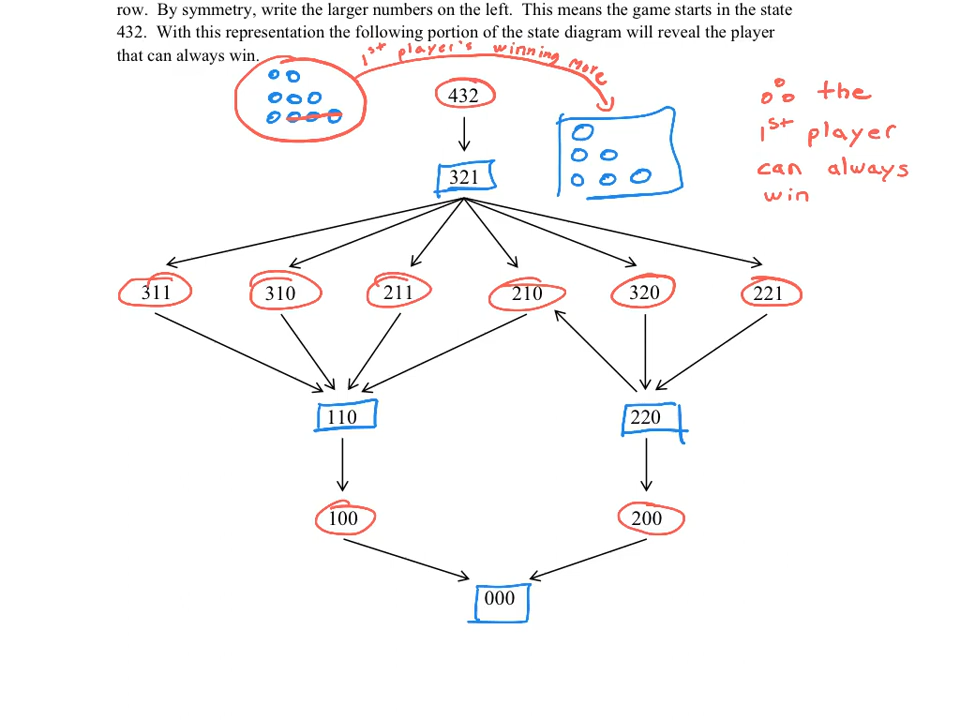 row.  By symmetry, write the larger numbers on the left.  This means the game starts in the state
432.  With this representation the following portion of the state diagram will reveal the player
that can always win.
1st player's winning move
432
the
1st player
can always
win
321
311 310 211 210 320 221
110 220
100 200
000